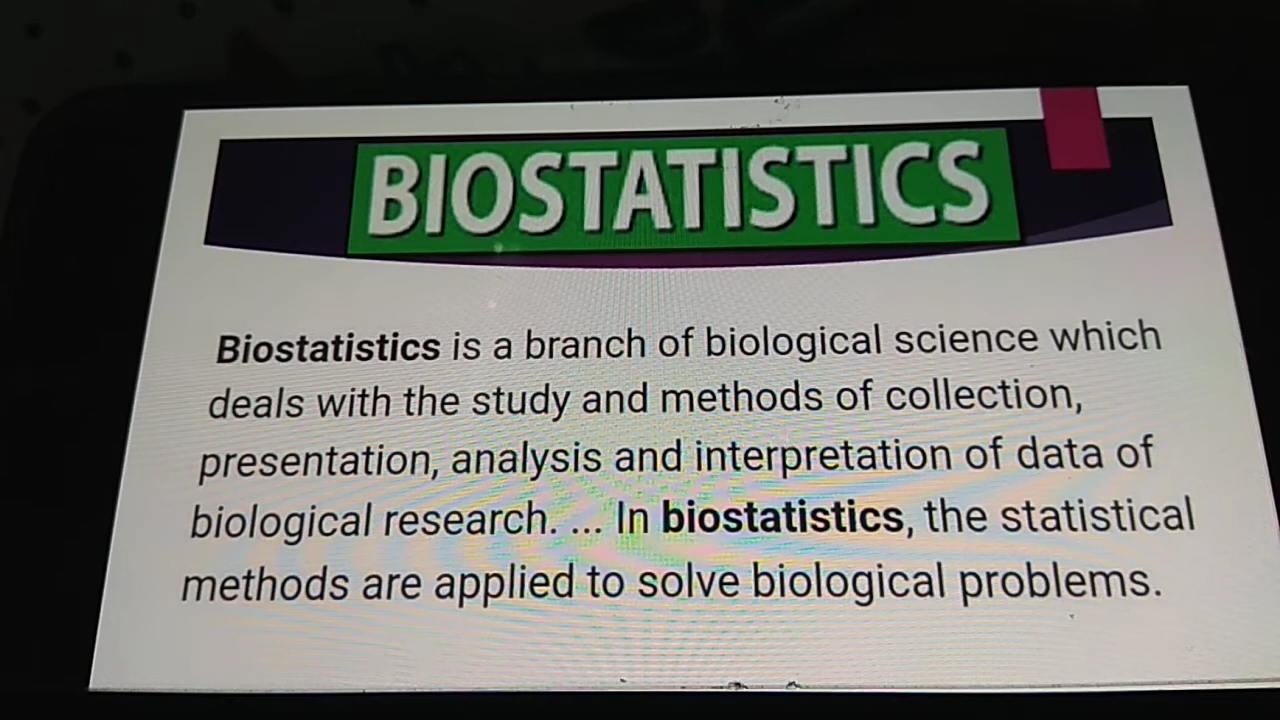 BIOSTATISTICS
Biostatistics is a branch of biological science which
deals with the study and methods of collection,
presentation, analysis and interpretation of data of
biological research. ... In biostatistics, the statistical
methods are applied to solve biological problems.